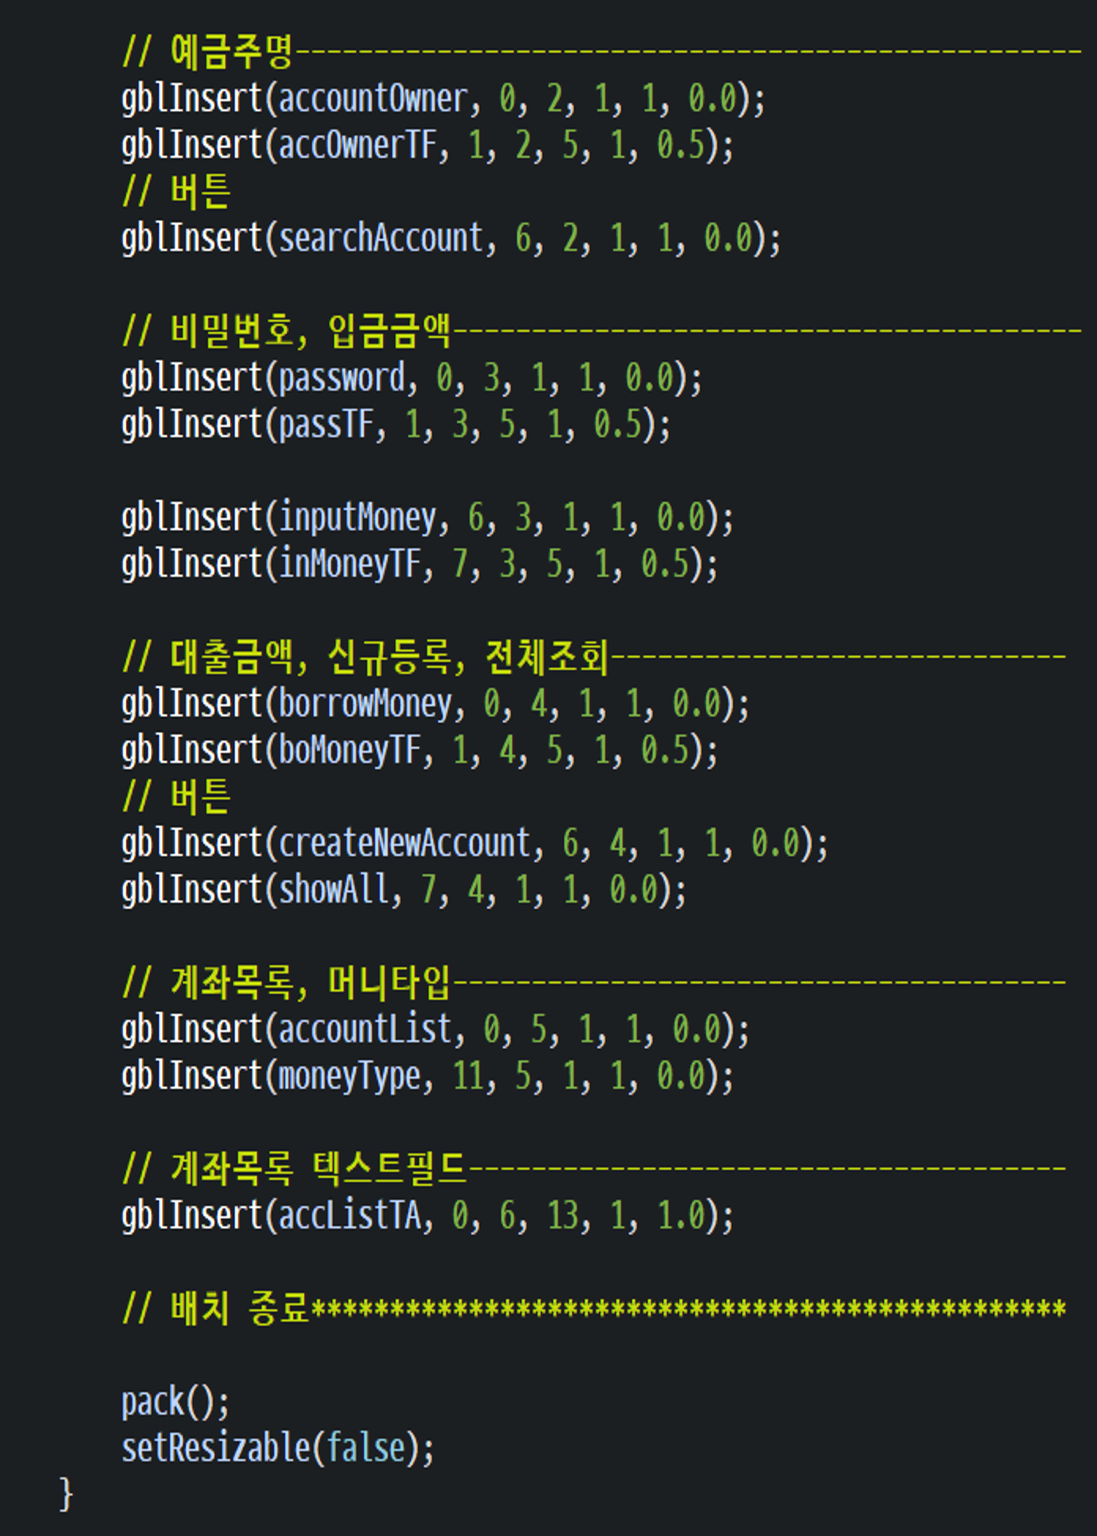 // 예금주명--------------------------------------------------
gblInsert(accountOwner, 0, 2, 1, 1, 0.0);
gblInsert(accOwnerTF, 1, 2, 5, 1, 0.5);
// 버튼
gblInsert(searchAccount, 6, 2, 1, 1, 0.0);
// 비밀번호, 입금금액----------------------------------------
gblInsert(password, 0, 3, 1, 1, 0.0);
gblInsert(passTF, 1, 3, 5, 1, 0.5);
gblInsert(inputMoney, 6, 3, 1, 1, 0.0);
gblInsert(inMoneyTF, 7, 3, 5, 1, 0.5);
// 대출금액, 신규등록, 전체조회-----------------------------
gblInsert(borrowMoney, 0, 4, 1, 1, 0.0);
gblInsert(boMoneyTF, 1, 4, 5, 1, 0.5);
// 버튼
gblInsert(createNewAccount, 6, 4, 1, 1, 0.0);
gblInsert(showAll, 7, 4, 1, 1, 0.0);
// 계좌목록, 머니타입---------------------------------------
gblInsert(accountList, 0, 5, 1, 1, 0.0);
gblInsert(moneyType, 11, 5, 1, 1, 0.0);
// 계좌목록 텍스트필드--------------------------------------
gblInsert(accListTA, 0, 6, 13, 1, 1.0);
// 배치 종료************************************************
pack();
setResizable(false);
}